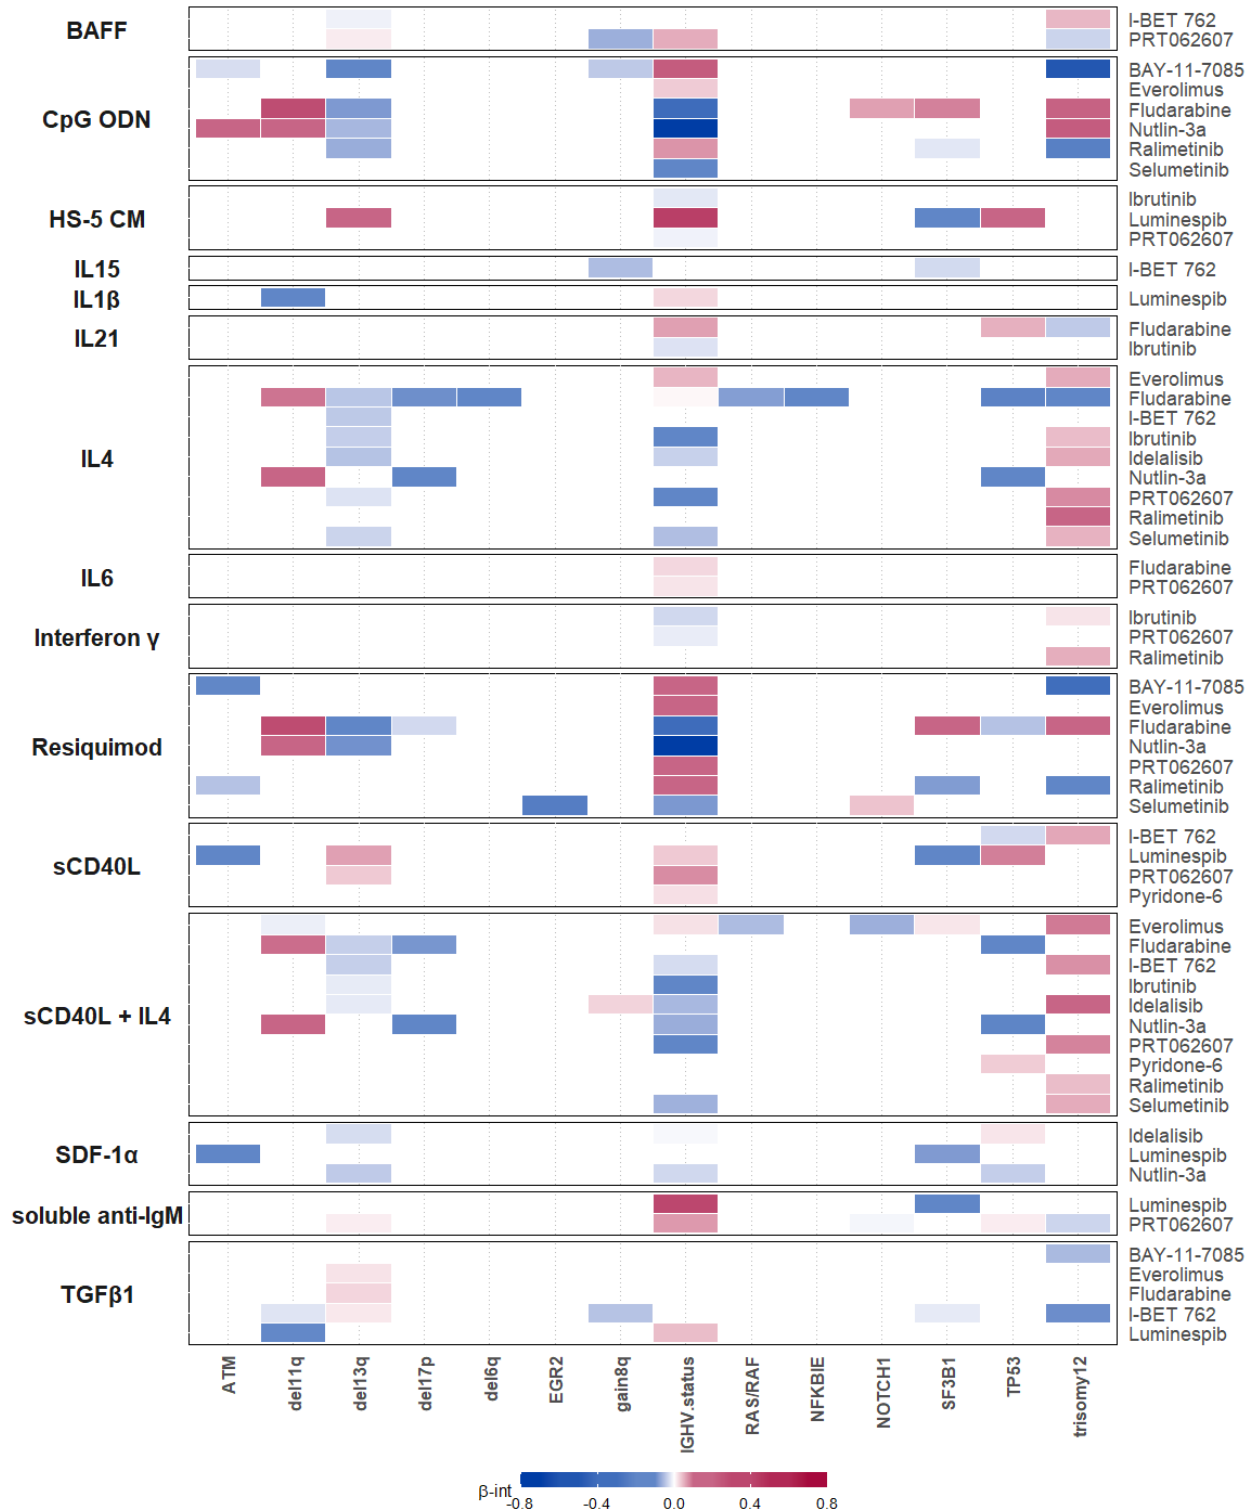 BAFF
I-BET 762
PRT062607
CpG ODN
BAY-11-7085
Everolimus
Fludarabine
Nutlin-3a
Ralimetinib
Selumetinib
HS-5 CM
Ibrutinib
Luminespib
PRT062607
IL15
I-BET 762
IL1β
Luminespib
IL21
Fludarabine
Ibrutinib
IL4
Everolimus
Fludarabine
I-BET 762
Ibrutinib
Idelalisib
Nutlin-3a
PRT062607
Ralimetinib
Selumetinib
IL6
Fludarabine
PRT062607
Interferon γ
Ibrutinib
PRT062607
Ralimetinib
Resiquimod
BAY-11-7085
Everolimus
Fludarabine
Nutlin-3a
PRT062607
Ralimetinib
Selumetinib
sCD40L
I-BET 762
Luminespib
PRT062607
Pyridone-6
sCD40L + IL4
Everolimus
Fludarabine
I-BET 762
Ibrutinib
Idelalisib
Nutlin-3a
PRT062607
Pyridone-6
Ralimetinib
Selumetinib
SDF-1α
Idelalisib
Luminespib
Nutlin-3a
soluble anti-IgM
Luminespib
PRT062607
TGFβ1
BAY-11-7085
Everolimus
Fludarabine
I-BET 762
Luminespib
ATM
del11q
del13q
del17p
del6q
EGR2
gain8q
IGHV.status
RAS/RAF
NFKBIE
NOTCH1
SF3B1
TP53
trisomy12
β-int
-0.8 -0.4 0.0 0.4 0.8